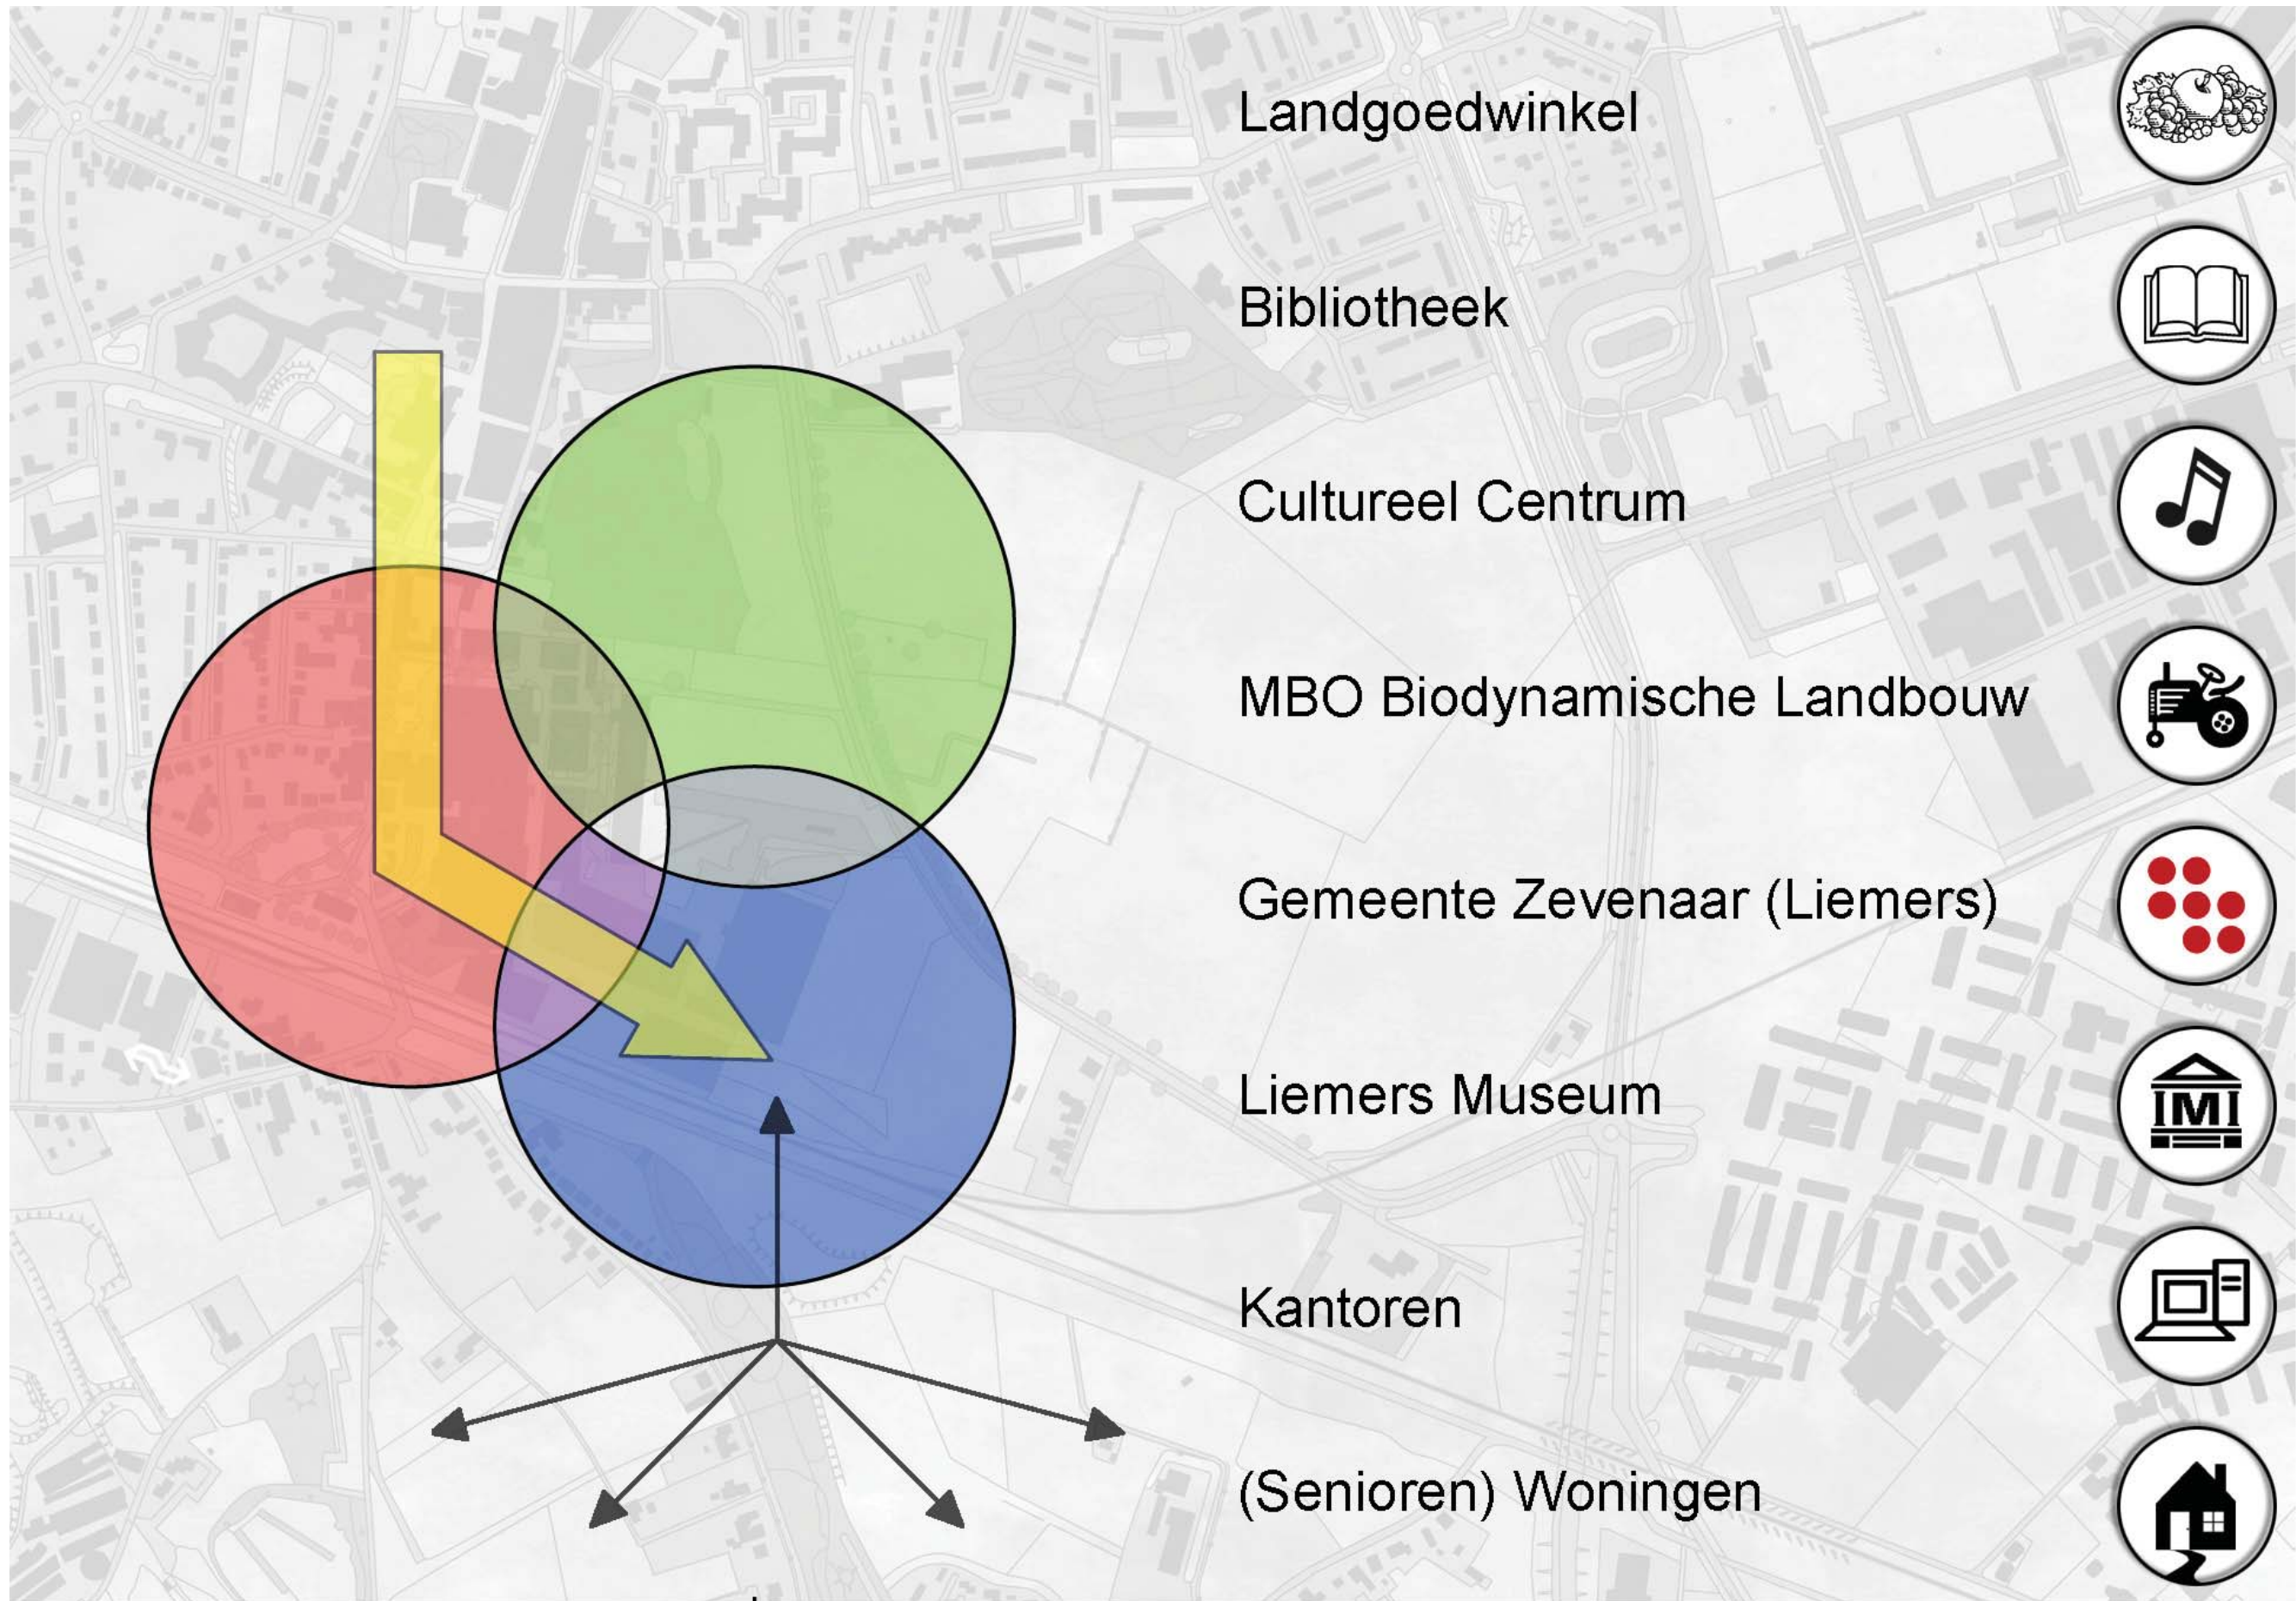 Landgoedwinkel
Bibliotheek
Cultureel Centrum
MBO Biodynamische Landbouw
Gemeente Zevenaar (Liemers)
Liemers Museum
M
Kantoren
(Senioren) Woningen